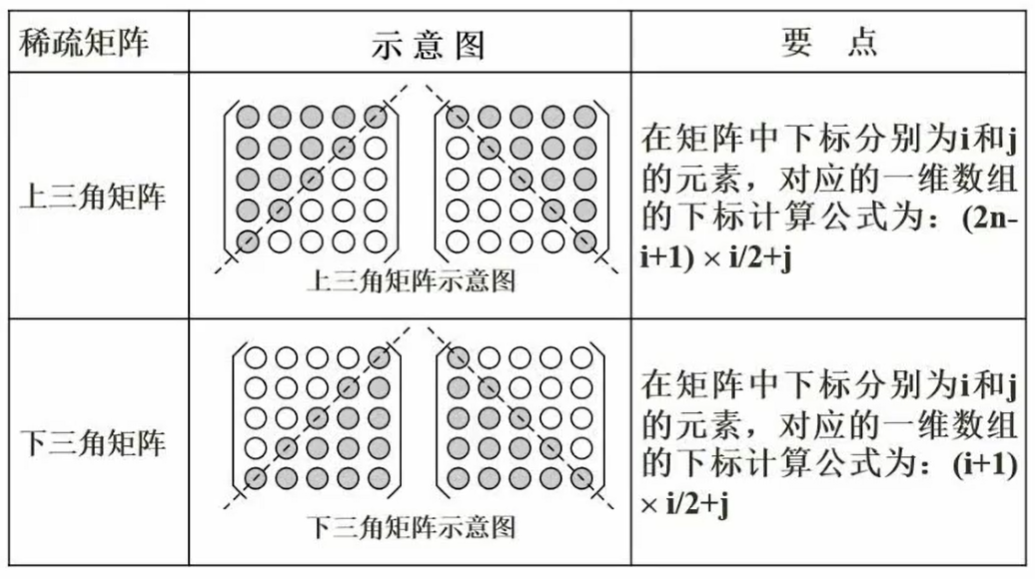 稀疏矩阵
示意图
要 点
上三角矩阵
上三角矩阵示意图
在矩阵中下标分别为i和j
的元素，对应的一维数组
的下标计算公式为：(2n-
i+1) × i/2+j
下三角矩阵
下三角矩阵示意图
在矩阵中下标分别为i和j
的元素，对应的一维数组
的下标计算公式为：(i+1)
× i/2+j